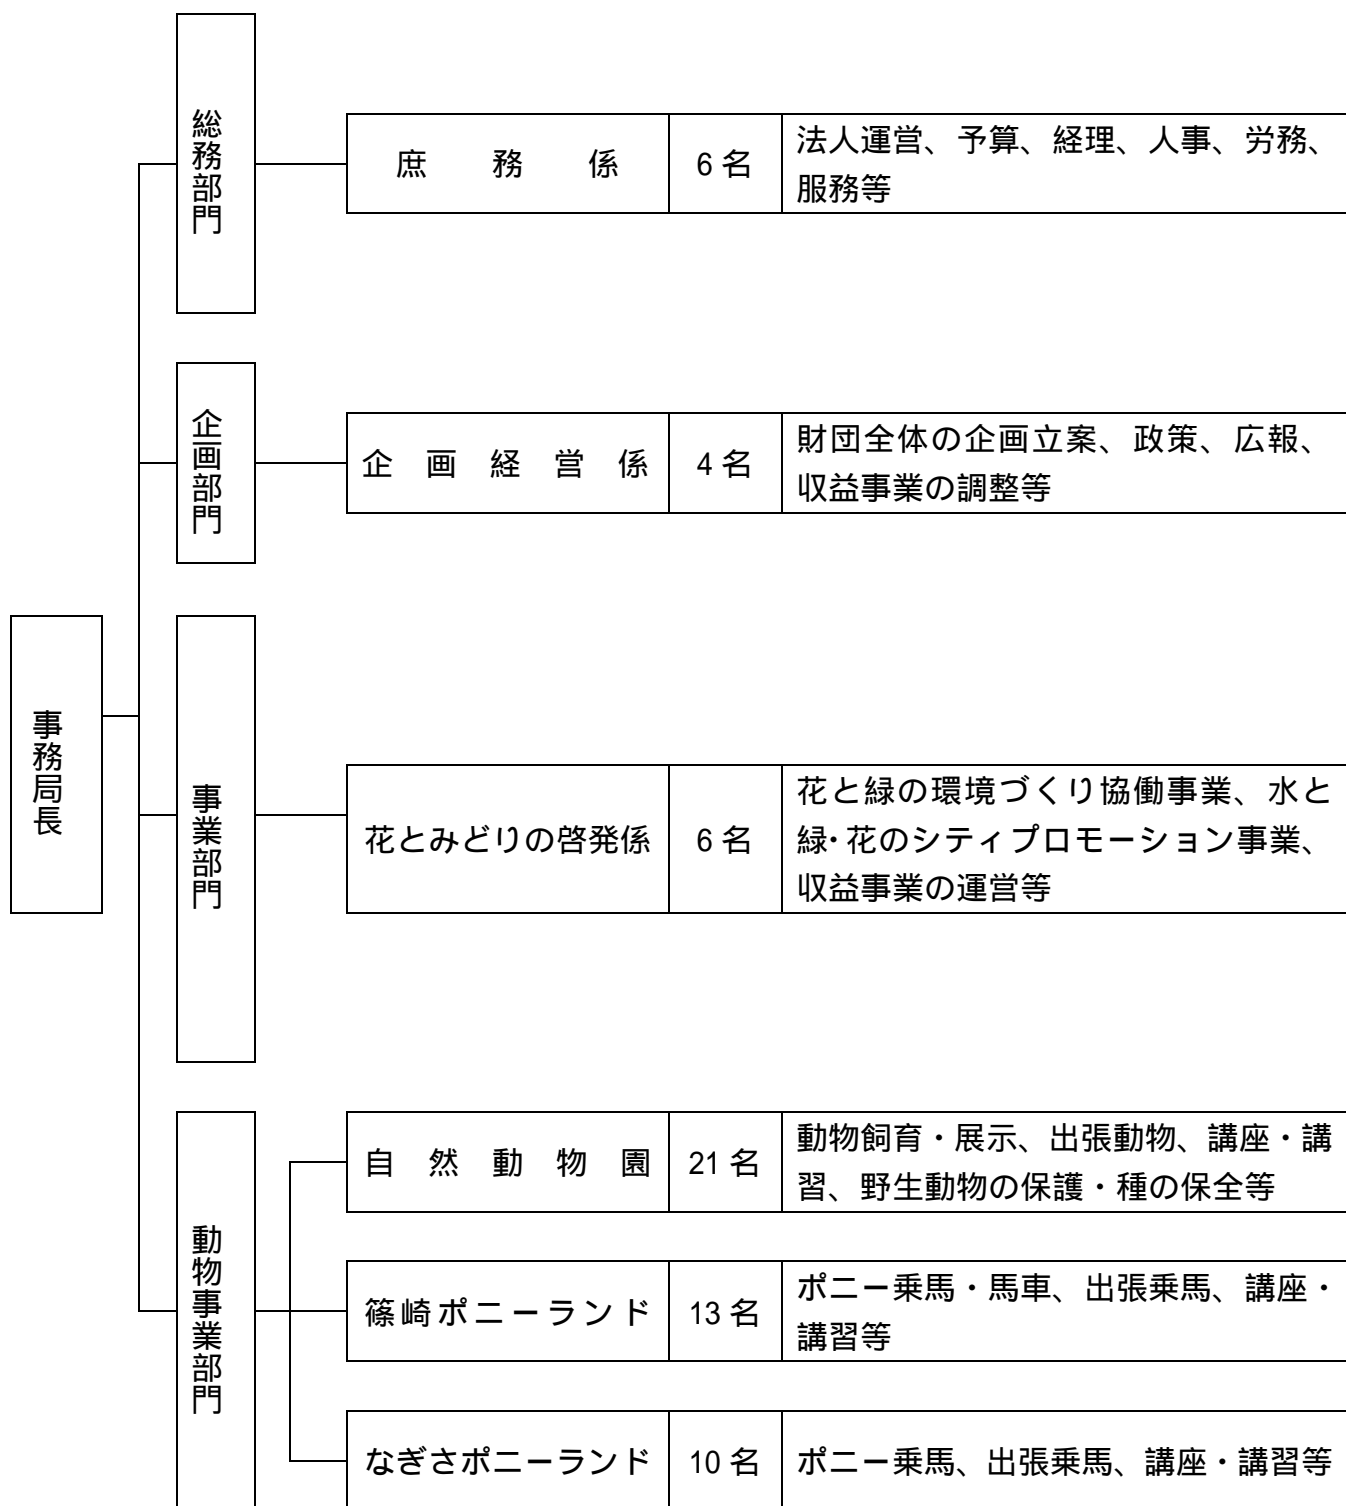 事務局長
総務部門
庶務係
6名
法人運営、予算、経理、人事、労務、
服務等
企画部門
企画経営係
4名
財団全体の企画立案、政策、広報、
収益事業の調整等
事業部門
花とみどりの啓発係
6名
花と緑の環境づくり協働事業、水と
緑・花のシティプロモーション事業、
収益事業の運営等
動物事業部門
自然動物園
21名
動物飼育・展示、出張動物、講座・講
習、野生動物の保護・種の保全等
篠崎ポニーランド
13名
ポニー乗馬・馬車、出張乗馬、講座・
講習等
なぎさポニーランド
10名
ポニー乗馬、出張乗馬、講座・講習等